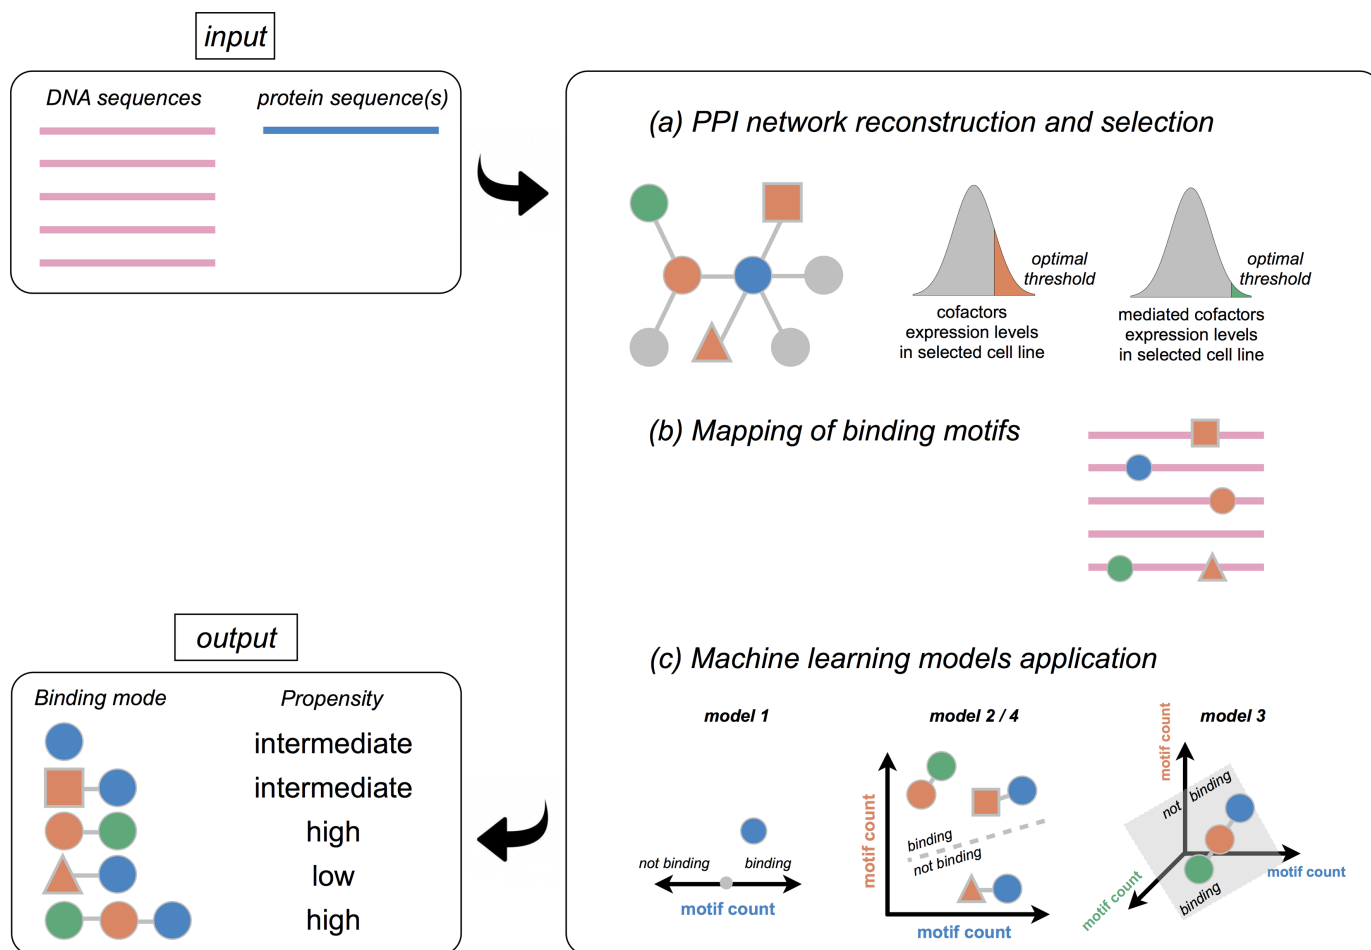 input
DNA sequences
protein sequence(s)
(a) PPI network reconstruction and selection
optimal
threshold
cofactors
expression levels
in selected cell line
optimal
threshold
mediated cofactors
expression levels
in selected cell line
(b) Mapping of binding motifs
(c) Machine learning models application
model 1
not binding
binding
motif count
model 2 / 4
motif count
binding
not binding
motif count
model 3
motif count
not binding
binding
motif count
motif count
output
Binding mode
Propensity
intermediate
intermediate
high
low
high